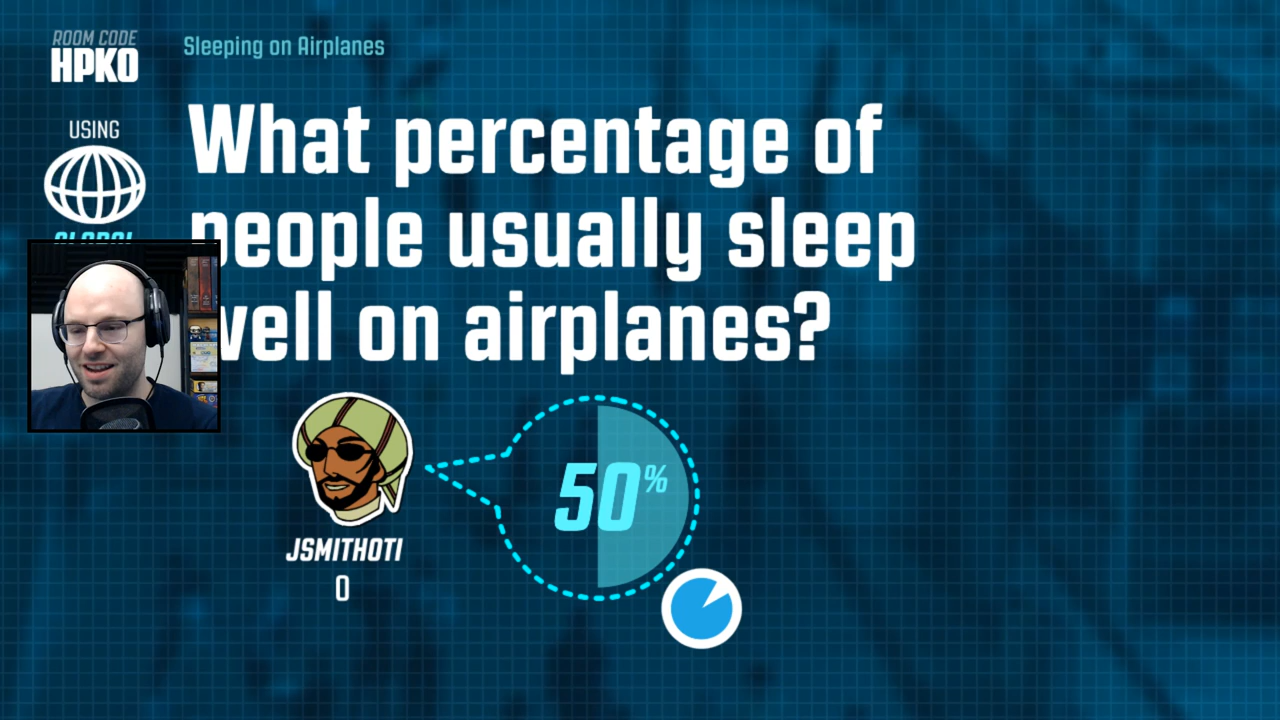 ROOM CODE
HPKO
Sleeping on Airplanes
USING
What percentage of
people usually sleep
well on airplanes?
50%
JSMITHOTI
0